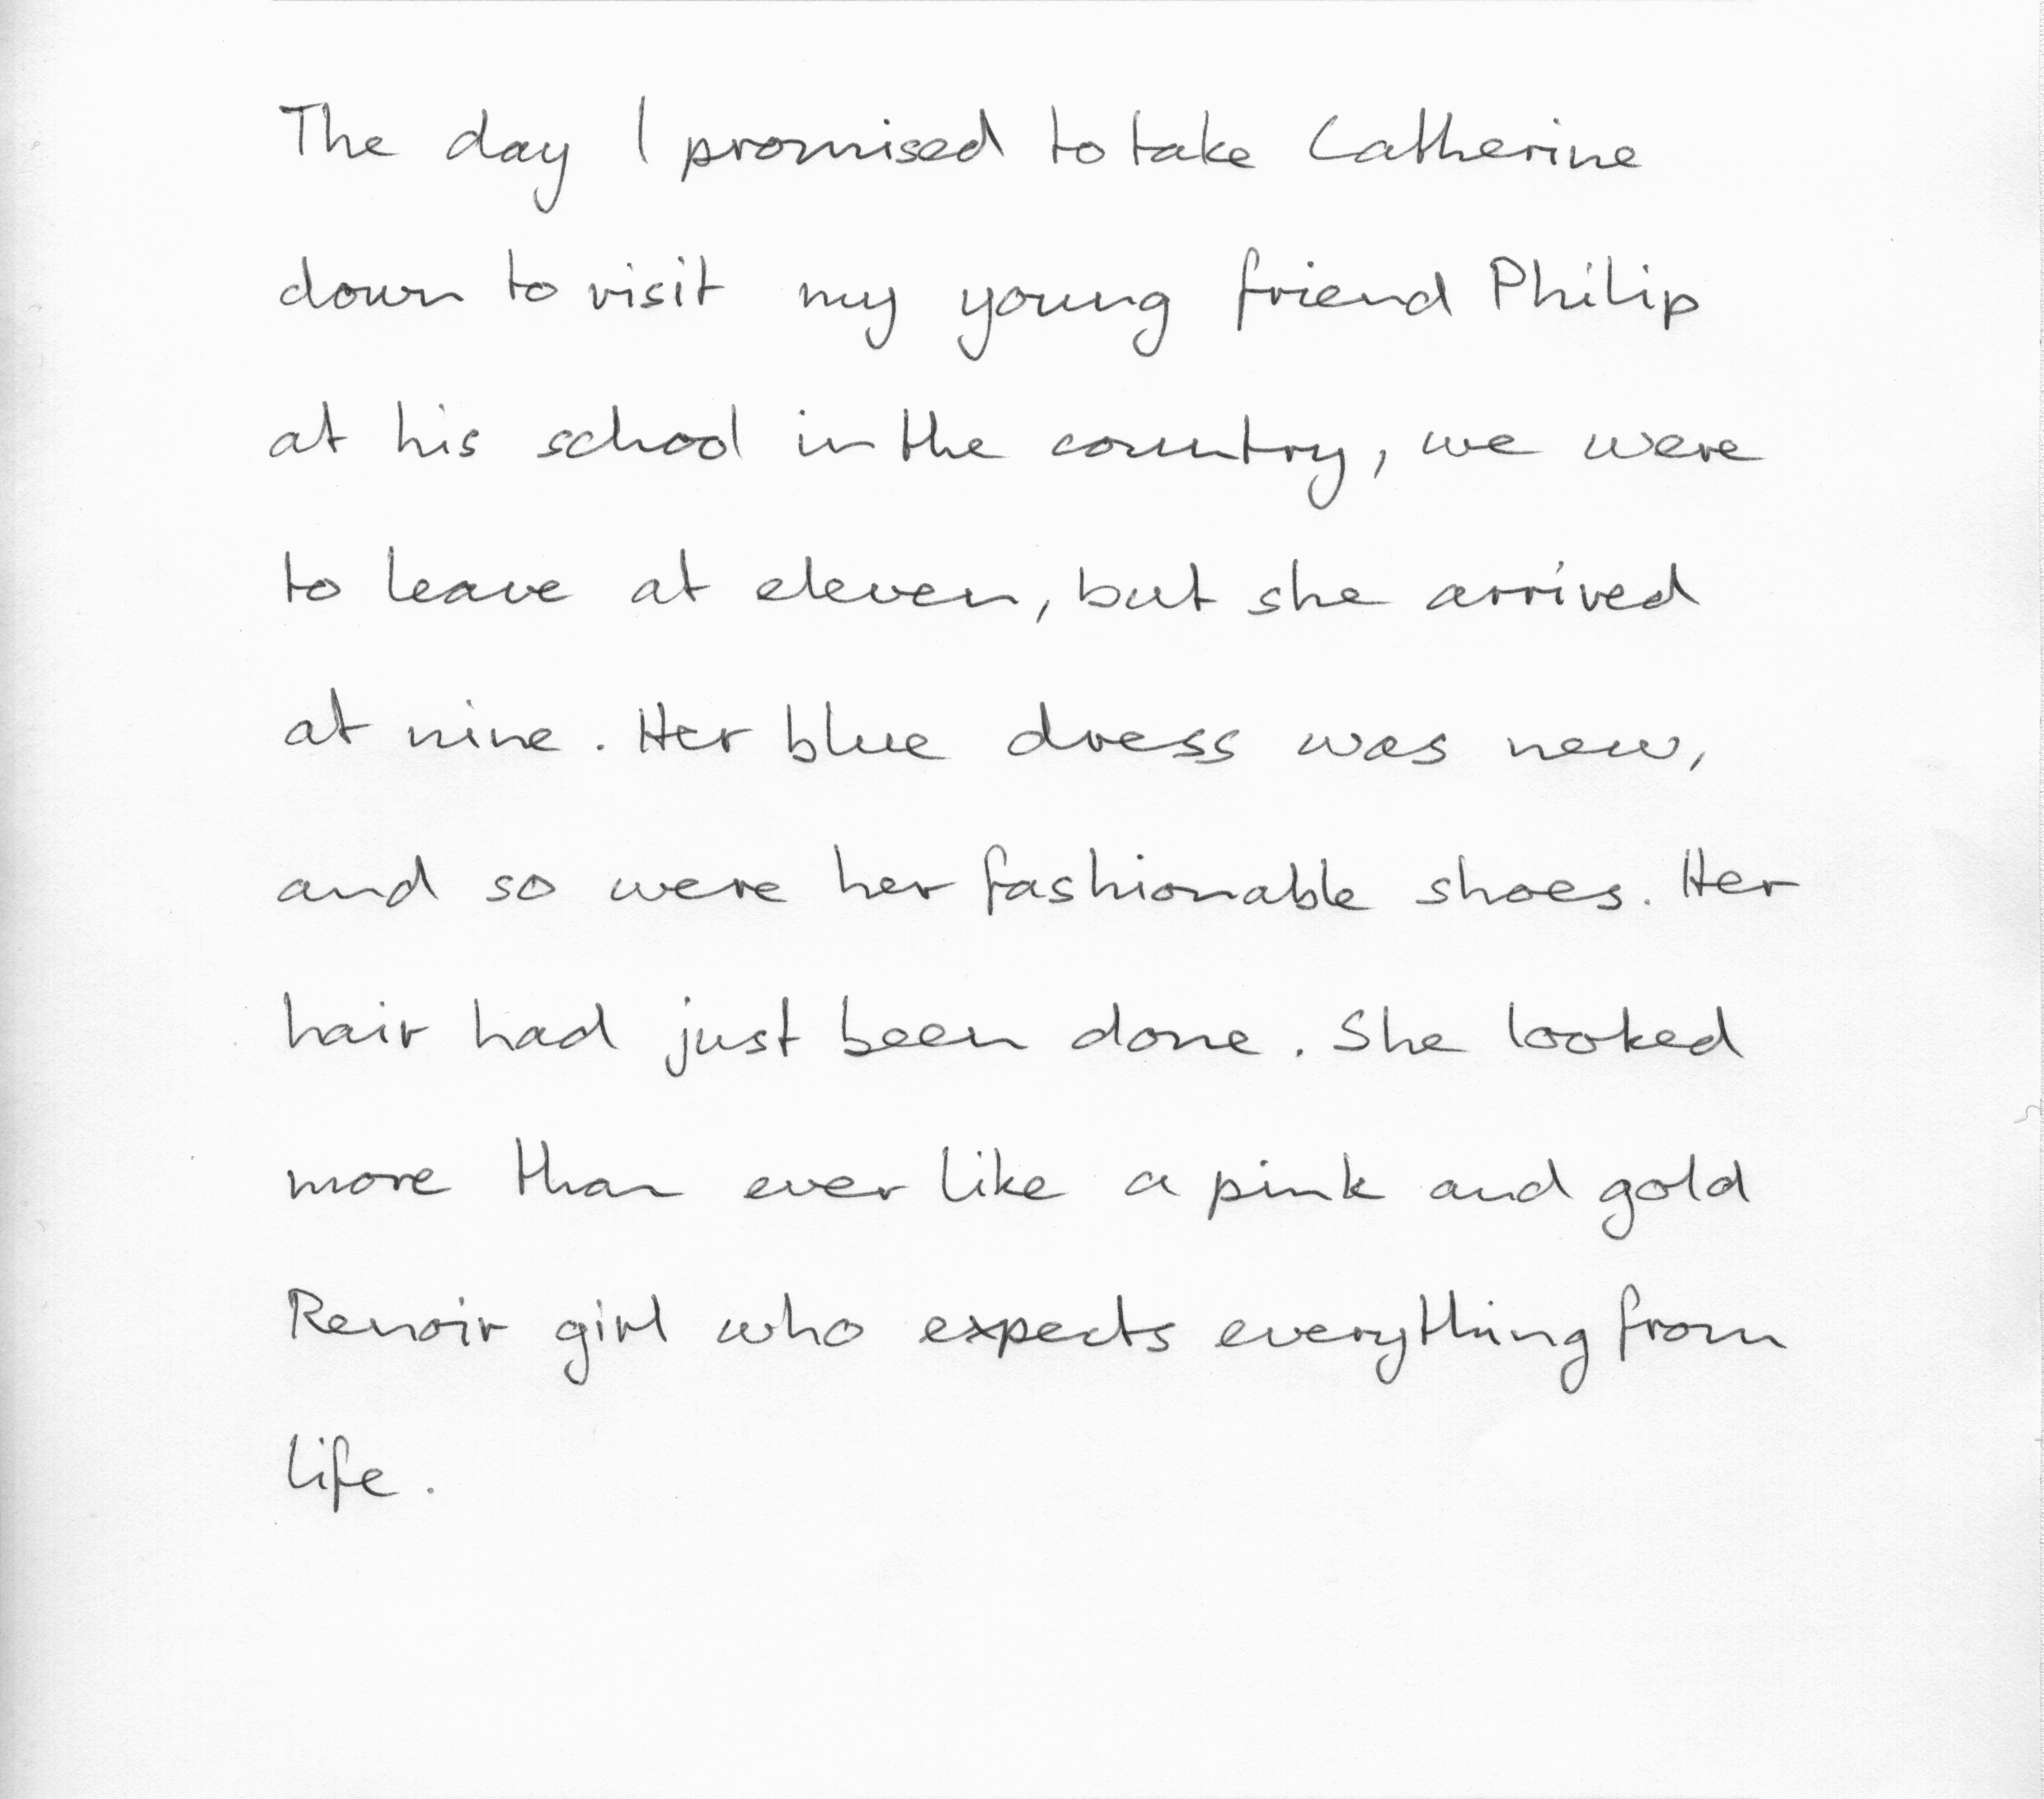 The day I promised to take Catherine
down to visit my young friend Philip
at his school in the country, we were
to leave at eleven, but she arrived
at nine. Her blue dress was new,
and so were her fashionable shoes. Her
hair had just been done. She looked
more than ever like a pink and gold
Renoir girl who expects everything from
life.